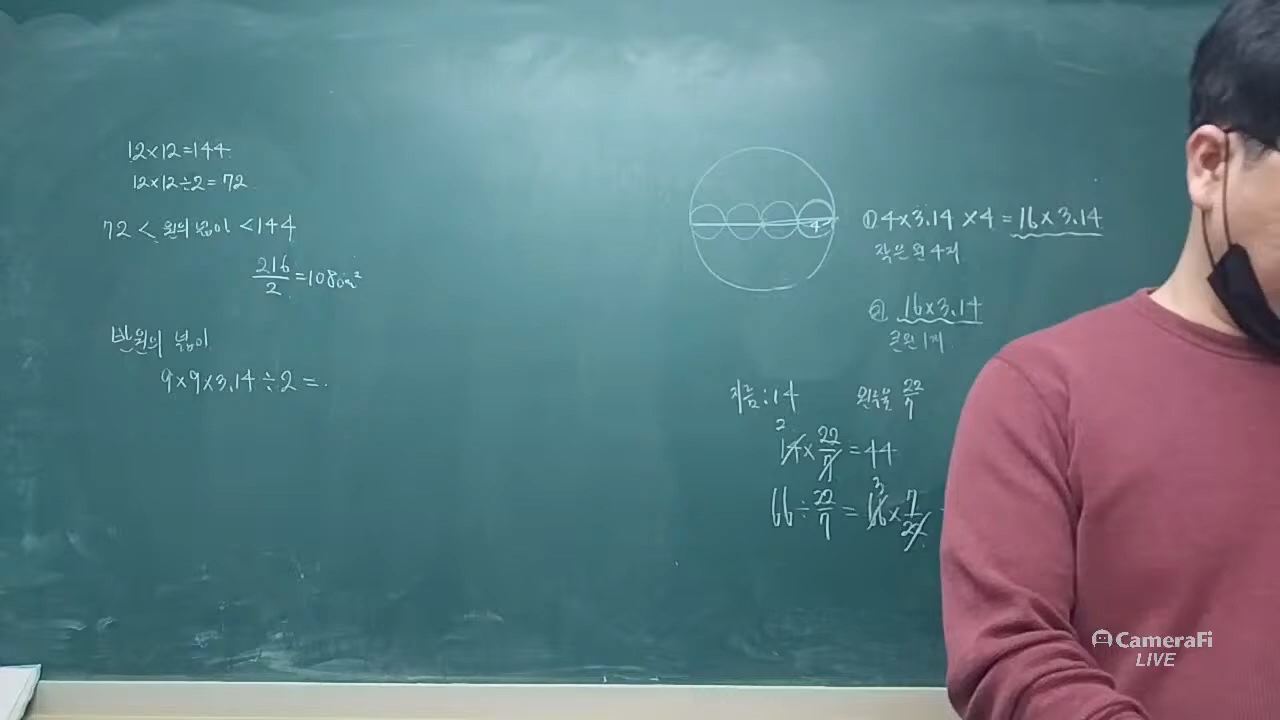 12×12=144
12×12÷2=72
72 < 원의 넓이 <144
216/2=108cm²
반원의 넓이
9×9×3.14÷2=
4
① 4×3.14×4=16×3.14
작은원 4개
② 16×3.14
큰원 1개
지름:14 원주율 22/7
2
14×22/7=44
3
66÷22/7=66×7/22
CameraFi
LIVE